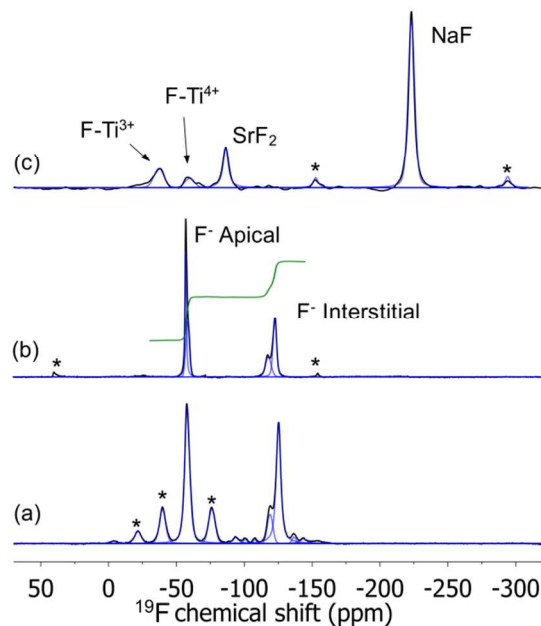 NaF
F-Ti⁴⁺
F-Ti³⁺
SrF₂
(c)
*
*
F⁻ Apical
F⁻ Interstitial
(b)
*
*
(a)
*
*
*
50 0 -50 -100 -150 -200 -250 -300
¹⁹F chemical shift (ppm)